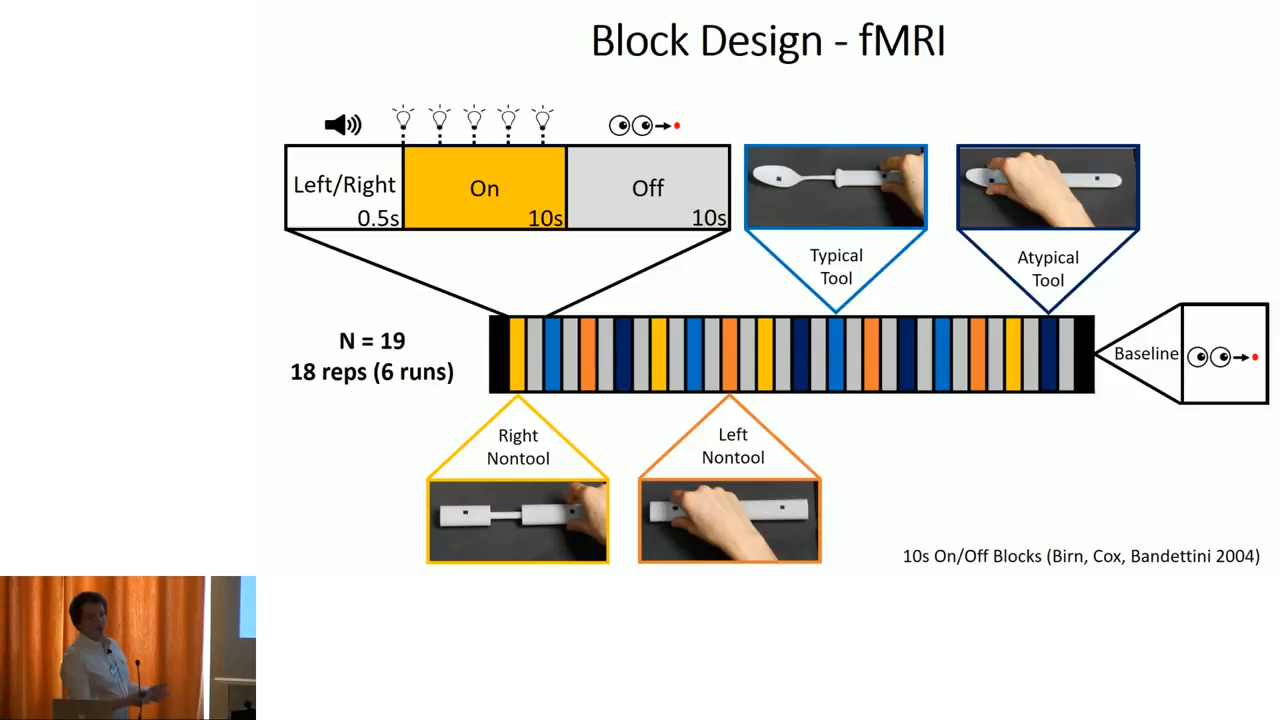 Block Design - fMRI
Left/Right
0.5s
On
10s
Off
10s
Typical
Tool
Atypical
Tool
N = 19
18 reps (6 runs)
Baseline
Right
Nontool
Left
Nontool
10s On/Off Blocks (Birn, Cox, Bandettini 2004)